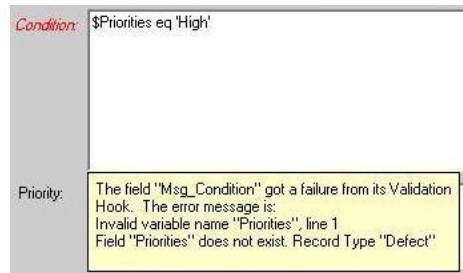 Condition: $Priorities eq 'High'
Priority:
The field "Msg_Condition" got a failure from its Validation
Hook. The error message is:
Invalid variable name "Priorities", line 1
Field "Priorities" does not exist. Record Type "Defect"